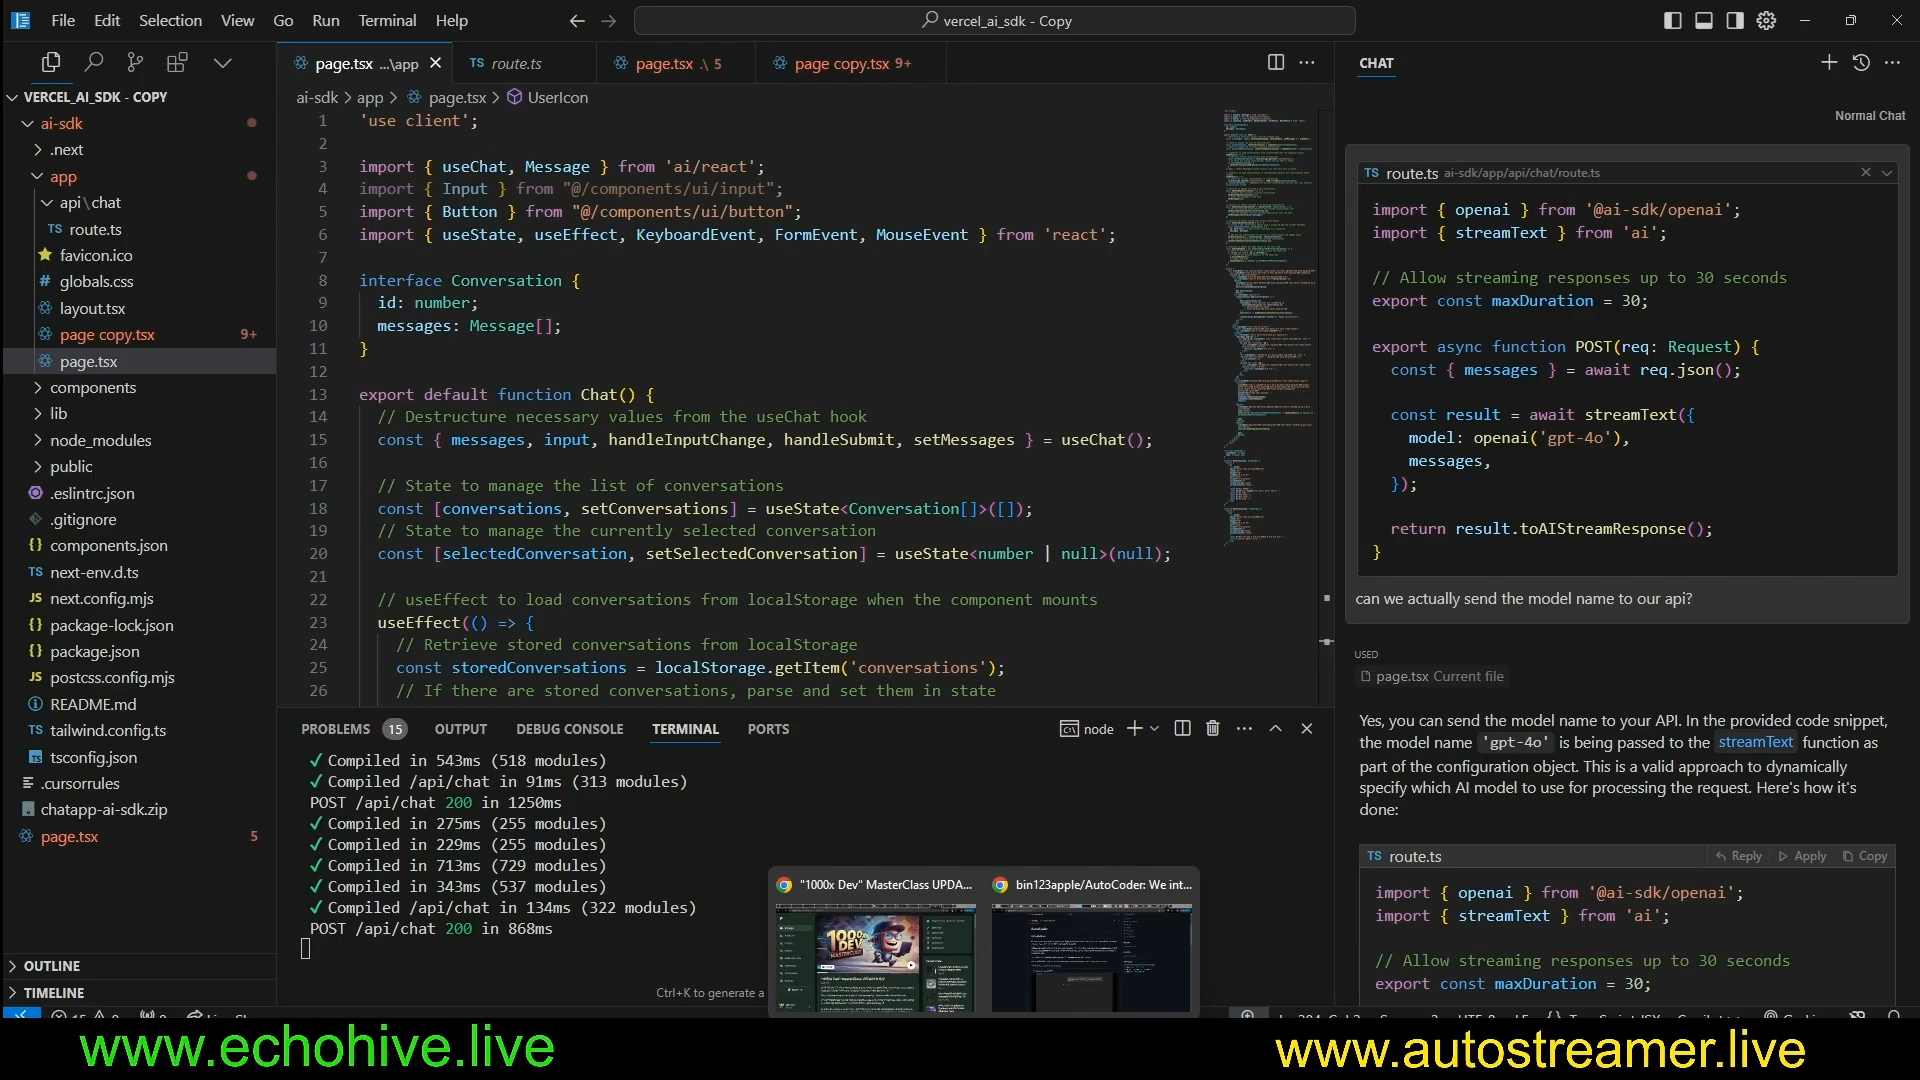 File Edit Selection View Go Run Terminal Help
vercel_ai_sdk - Copy
VERCEL_AI_SDK - COPY
ai-sdk
.next
app
api\chat
TS route.ts
favicon.ico
# globals.css
layout.tsx
page copy.tsx 9+
page.tsx
components
lib
node_modules
public
.eslintrc.json
.gitignore
{} components.json
TS next-env.d.ts
JS next.config.mjs
{} package-lock.json
{} package.json
JS postcss.config.mjs
README.md
TS tailwind.config.ts
TS tsconfig.json
.cursorrules
chatapp-ai-sdk.zip
page.tsx 5
OUTLINE
TIMELINE
page.tsx ...\app
TS route.ts
page.tsx .\ 5
page copy.tsx 9+
ai-sdk > app > page.tsx > UserIcon
1 'use client';
2
3 import { useChat, Message } from 'ai/react';
4 import { Input } from "@/components/ui/input";
5 import { Button } from "@/components/ui/button";
6 import { useState, useEffect, KeyboardEvent, FormEvent, MouseEvent } from 'react';
7
8 interface Conversation {
9 id: number;
10 messages: Message[];
11 }
12
13 export default function Chat() {
14 // Destructure necessary values from the useChat hook
15 const { messages, input, handleInputChange, handleSubmit, setMessages } = useChat();
16
17 // State to manage the list of conversations
18 const [conversations, setConversations] = useState<Conversation[]>([]);
19 // State to manage the currently selected conversation
20 const [selectedConversation, setSelectedConversation] = useState<number | null>(null);
21
22 // useEffect to load conversations from localStorage when the component mounts
23 useEffect(() => {
24 // Retrieve stored conversations from localStorage
25 const storedConversations = localStorage.getItem('conversations');
26 // If there are stored conversations, parse and set them in state
PROBLEMS 15 OUTPUT DEBUG CONSOLE TERMINAL PORTS
node
✓ Compiled in 543ms (518 modules)
✓ Compiled /api/chat in 91ms (313 modules)
POST /api/chat 200 in 1250ms
✓ Compiled in 275ms (255 modules)
✓ Compiled in 229ms (255 modules)
✓ Compiled in 713ms (729 modules)
✓ Compiled in 343ms (537 modules)
✓ Compiled /api/chat in 134ms (322 modules)
POST /api/chat 200 in 868ms
Ctrl+K to generate a
"1000x Dev" MasterClass UPDA...
bin123apple/AutoCoder: We int...
1000x DEV MASTERCLASS
CHAT
Normal Chat
TS route.ts ai-sdk/app/api/chat/route.ts
import { openai } from '@ai-sdk/openai';
import { streamText } from 'ai';
// Allow streaming responses up to 30 seconds
export const maxDuration = 30;
export async function POST(req: Request) {
const { messages } = await req.json();
const result = await streamText({
model: openai('gpt-4o'),
messages,
});
return result.toAIStreamResponse();
}
can we actually send the model name to our api?
USED
page.tsx Current file
Yes, you can send the model name to your API. In the provided code snippet,
the model name 'gpt-4o' is being passed to the streamText function as
part of the configuration object. This is a valid approach to dynamically
specify which AI model to use for processing the request. Here's how it's
done:
TS route.ts Reply Apply Copy
import { openai } from '@ai-sdk/openai';
import { streamText } from 'ai';
// Allow streaming responses up to 30 seconds
export const maxDuration = 30;
www.echohive.live
www.autostreamer.live